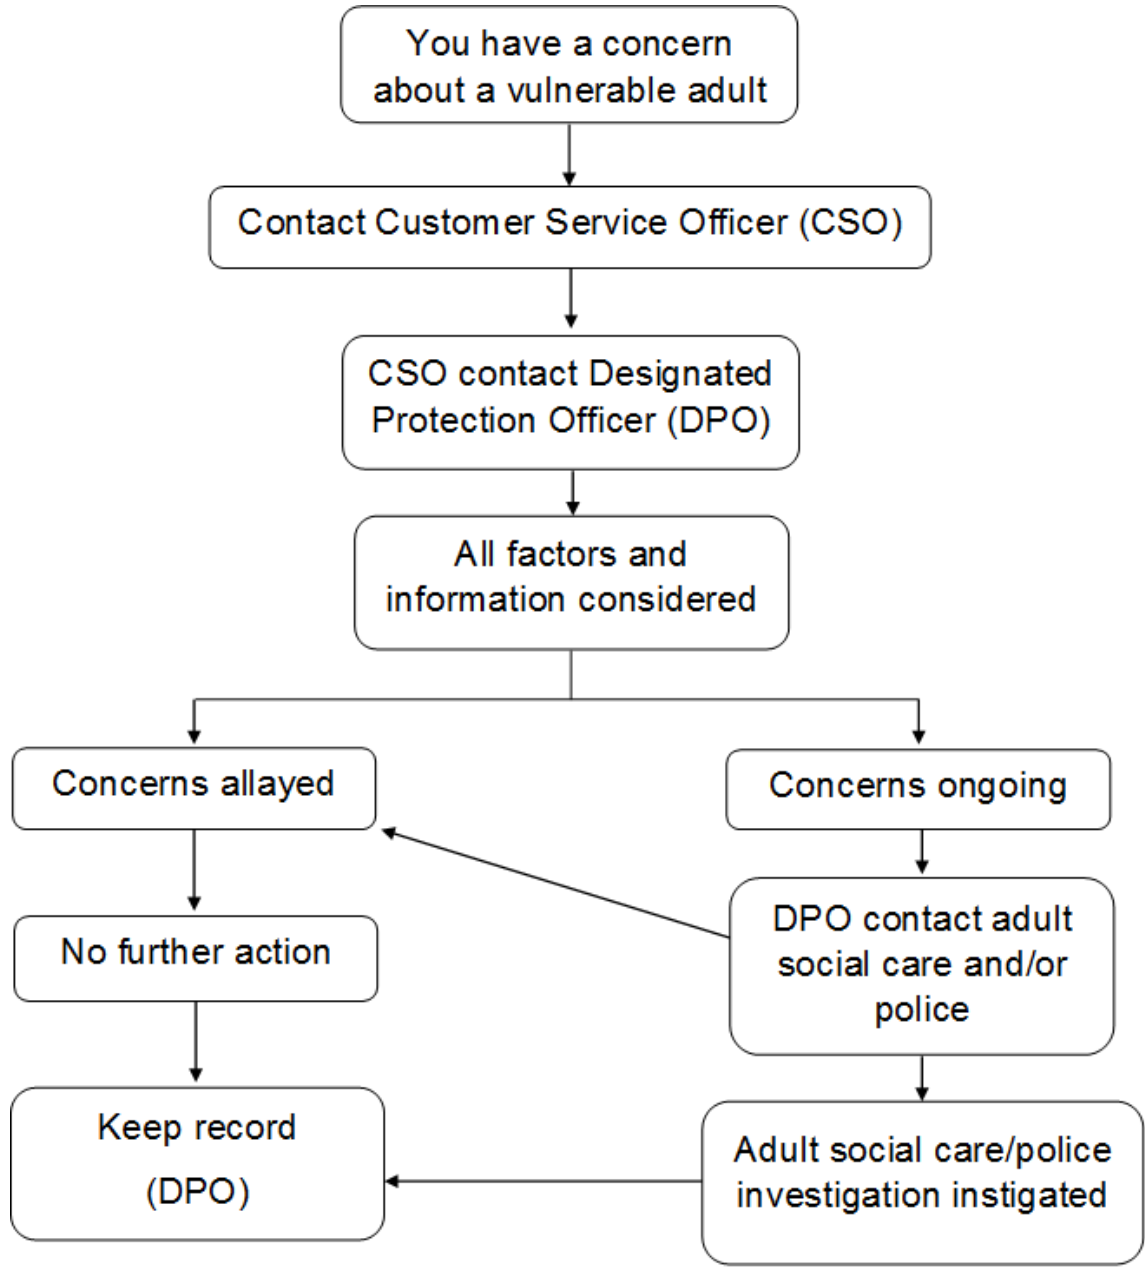 You have a concern
about a vulnerable adult
Contact Customer Service Officer (CSO)
CSO contact Designated
Protection Officer (DPO)
All factors and
information considered
Concerns allayed
Concerns ongoing
No further action
DPO contact adult
social care and/or
police
Keep record
(DPO)
Adult social care/police
investigation instigated